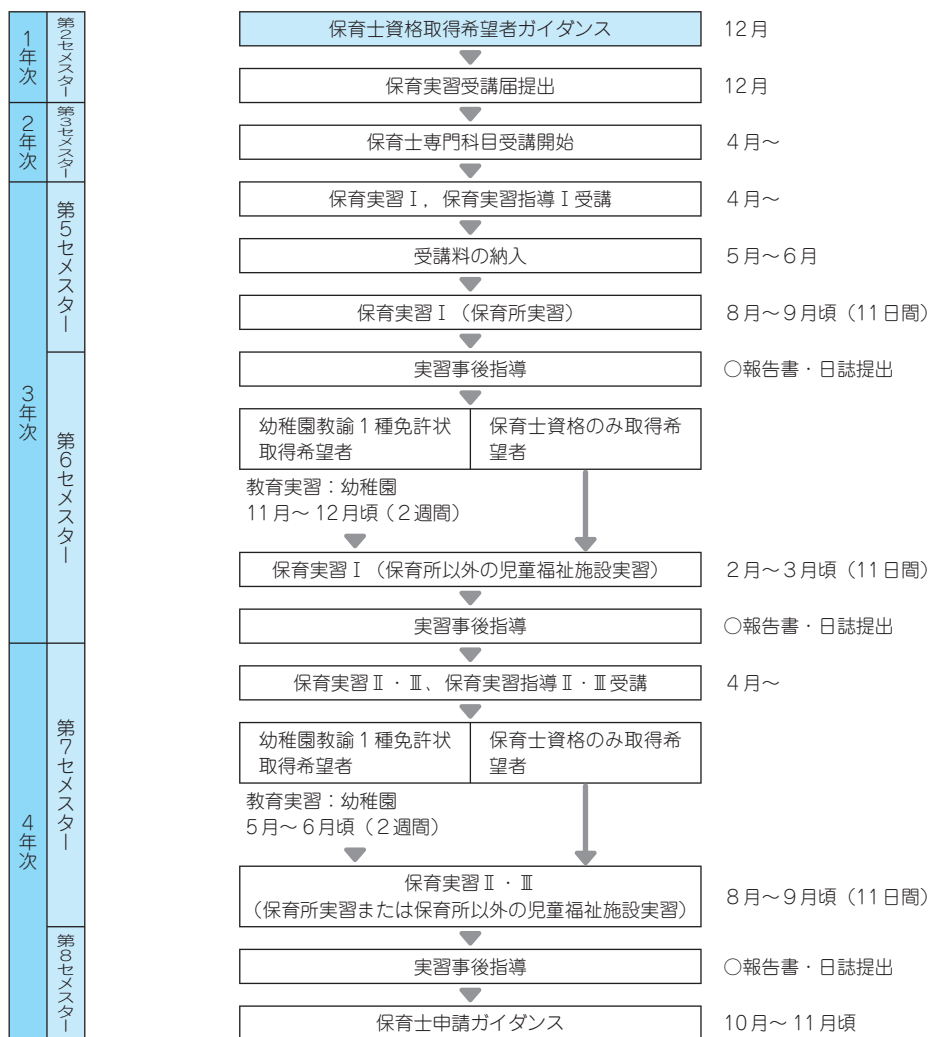 1年次
第2セメスター
保育士資格取得希望者ガイダンス
12月
保育実習受講届提出
12月
2年次
第3セメスター
保育士専門科目受講開始
4月～
3年次
第5セメスター
保育実習Ⅰ，保育実習指導Ⅰ受講
4月～
受講料の納入
5月～6月
保育実習Ⅰ（保育所実習）
8月～9月頃（11日間）
第6セメスター
実習事後指導
○報告書・日誌提出
幼稚園教諭1種免許状
取得希望者
保育士資格のみ取得希
望者
教育実習：幼稚園
11月～12月頃（2週間）
保育実習Ⅰ（保育所以外の児童福祉施設実習）
2月～3月頃（11日間）
実習事後指導
○報告書・日誌提出
4年次
第7セメスター
保育実習Ⅱ・Ⅲ、保育実習指導Ⅱ・Ⅲ受講
4月～
幼稚園教諭1種免許状
取得希望者
保育士資格のみ取得希
望者
教育実習：幼稚園
5月～6月頃（2週間）
保育実習Ⅱ・Ⅲ
（保育所実習または保育所以外の児童福祉施設実習）
8月～9月頃（11日間）
第8セメスター
実習事後指導
○報告書・日誌提出
保育士申請ガイダンス
10月～11月頃